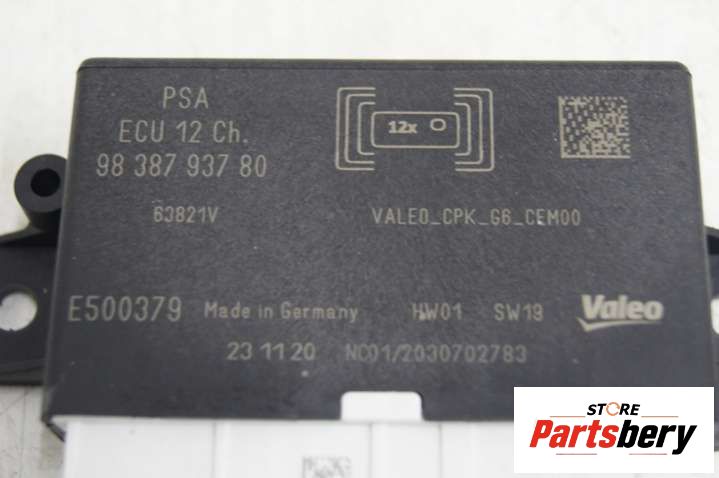 PSA
ECU 12 Ch.
98 387 937 80
12x
63821V
VALEO_CPK_G6_CEM00
E500379
Made in Germany
HW01
SW19
Valeo
23 11 20
NC01/2030702783
STORE
Partsbery